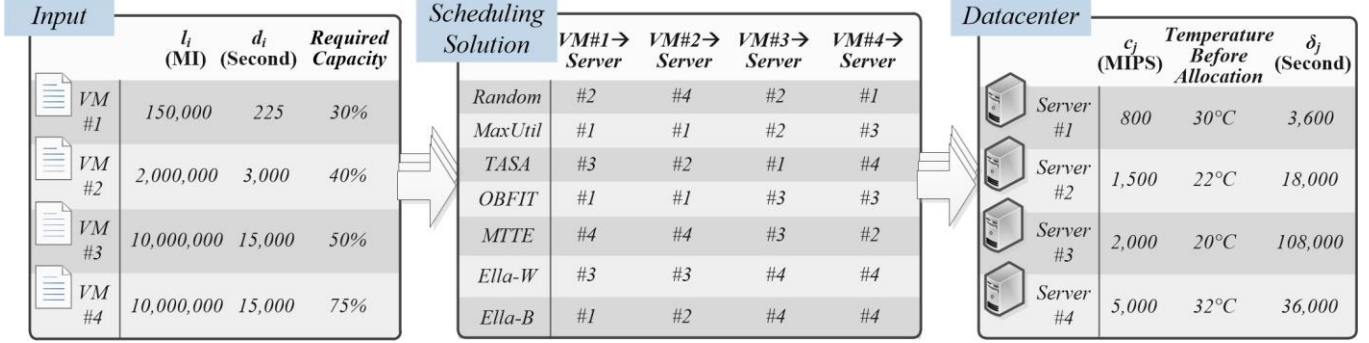 Input
l_i (MI) d_i (Second) Required Capacity
VM #1 150,000 225 30%
VM #2 2,000,000 3,000 40%
VM #3 10,000,000 15,000 50%
VM #4 10,000,000 15,000 75%
Scheduling Solution
VM#1→ Server VM#2→ Server VM#3→ Server VM#4→ Server
Random #2 #4 #2 #1
MaxUtil #1 #1 #2 #3
TASA #3 #2 #1 #4
OBFIT #1 #1 #3 #3
MTTE #4 #4 #3 #2
Ella-W #3 #3 #4 #4
Ella-B #1 #2 #4 #4
Datacenter
c_j (MIPS) Temperature Before Allocation δ_j (Second)
Server #1 800 30°C 3,600
Server #2 1,500 22°C 18,000
Server #3 2,000 20°C 108,000
Server #4 5,000 32°C 36,000